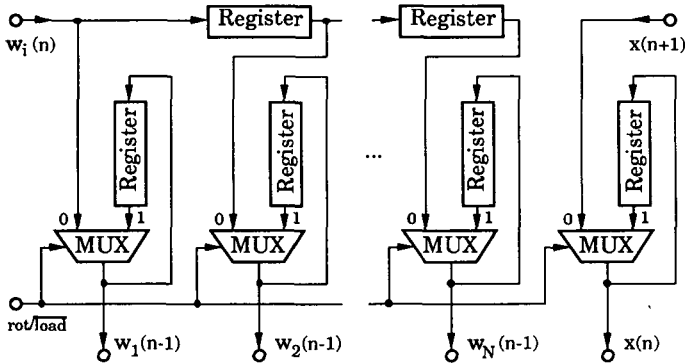 Register
Register
w_i(n)
x(n+1)
Register
Register
...
Register
Register
0 1
0 1
0 1
0 1
MUX
MUX
MUX
MUX
rot/l̅o̅a̅d̅
w_1(n-1)
w_2(n-1)
w_N(n-1)
x(n)